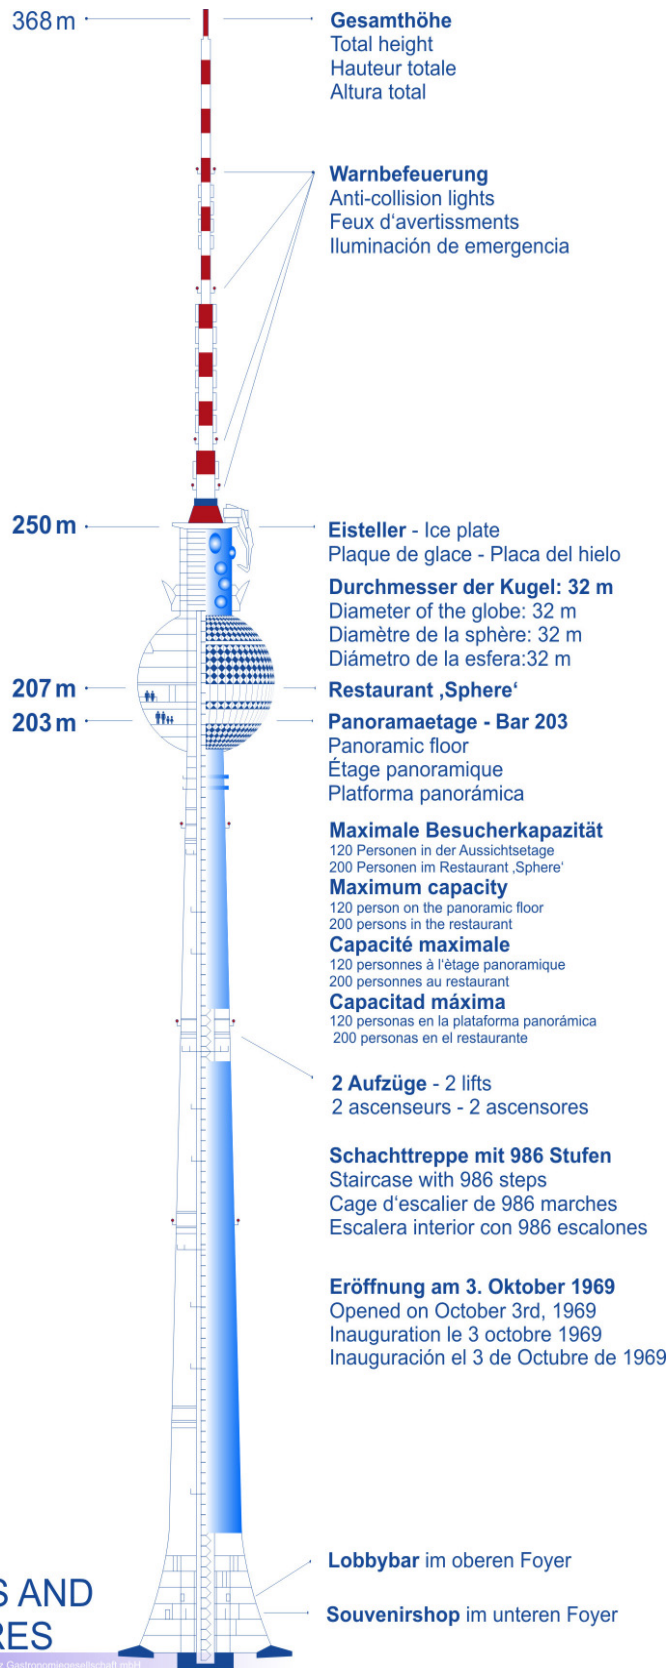 368 m
Gesamthöhe
Total height
Hauteur totale
Altura total
Warnbefeuerung
Anti-collision lights
Feux d‘avertissments
Iluminación de emergencia
250 m
Eisteller - Ice plate
Plaque de glace - Placa del hielo
Durchmesser der Kugel: 32 m
Diameter of the globe: 32 m
Diamètre de la sphère: 32 m
Diámetro de la esfera:32 m
207 m
Restaurant ‚Sphere‘
203 m
Panoramaetage - Bar 203
Panoramic floor
Étage panoramique
Platforma panorámica
Maximale Besucherkapazität
120 Personen in der Aussichtsetage
200 Personen im Restaurant ‚Sphere‘
Maximum capacity
120 person on the panoramic floor
200 persons in the restaurant
Capacité maximale
120 personnes à l‘ètage panoramique
200 personnes au restaurant
Capacitad máxima
120 personas en la plataforma panorámica
200 personas en el restaurante
2 Aufzüge - 2 lifts
2 ascenseurs - 2 ascensores
Schachttreppe mit 986 Stufen
Staircase with 986 steps
Cage d‘escalier de 986 marches
Escalera interior con 986 escalones
Eröffnung am 3. Oktober 1969
Opened on October 3rd, 1969
Inauguration le 3 octobre 1969
Inauguración el 3 de Octubre de 1969
Lobbybar im oberen Foyer
Souvenirshop im unteren Foyer
S AND
RES
z Gastronomiegesellschaft mbH